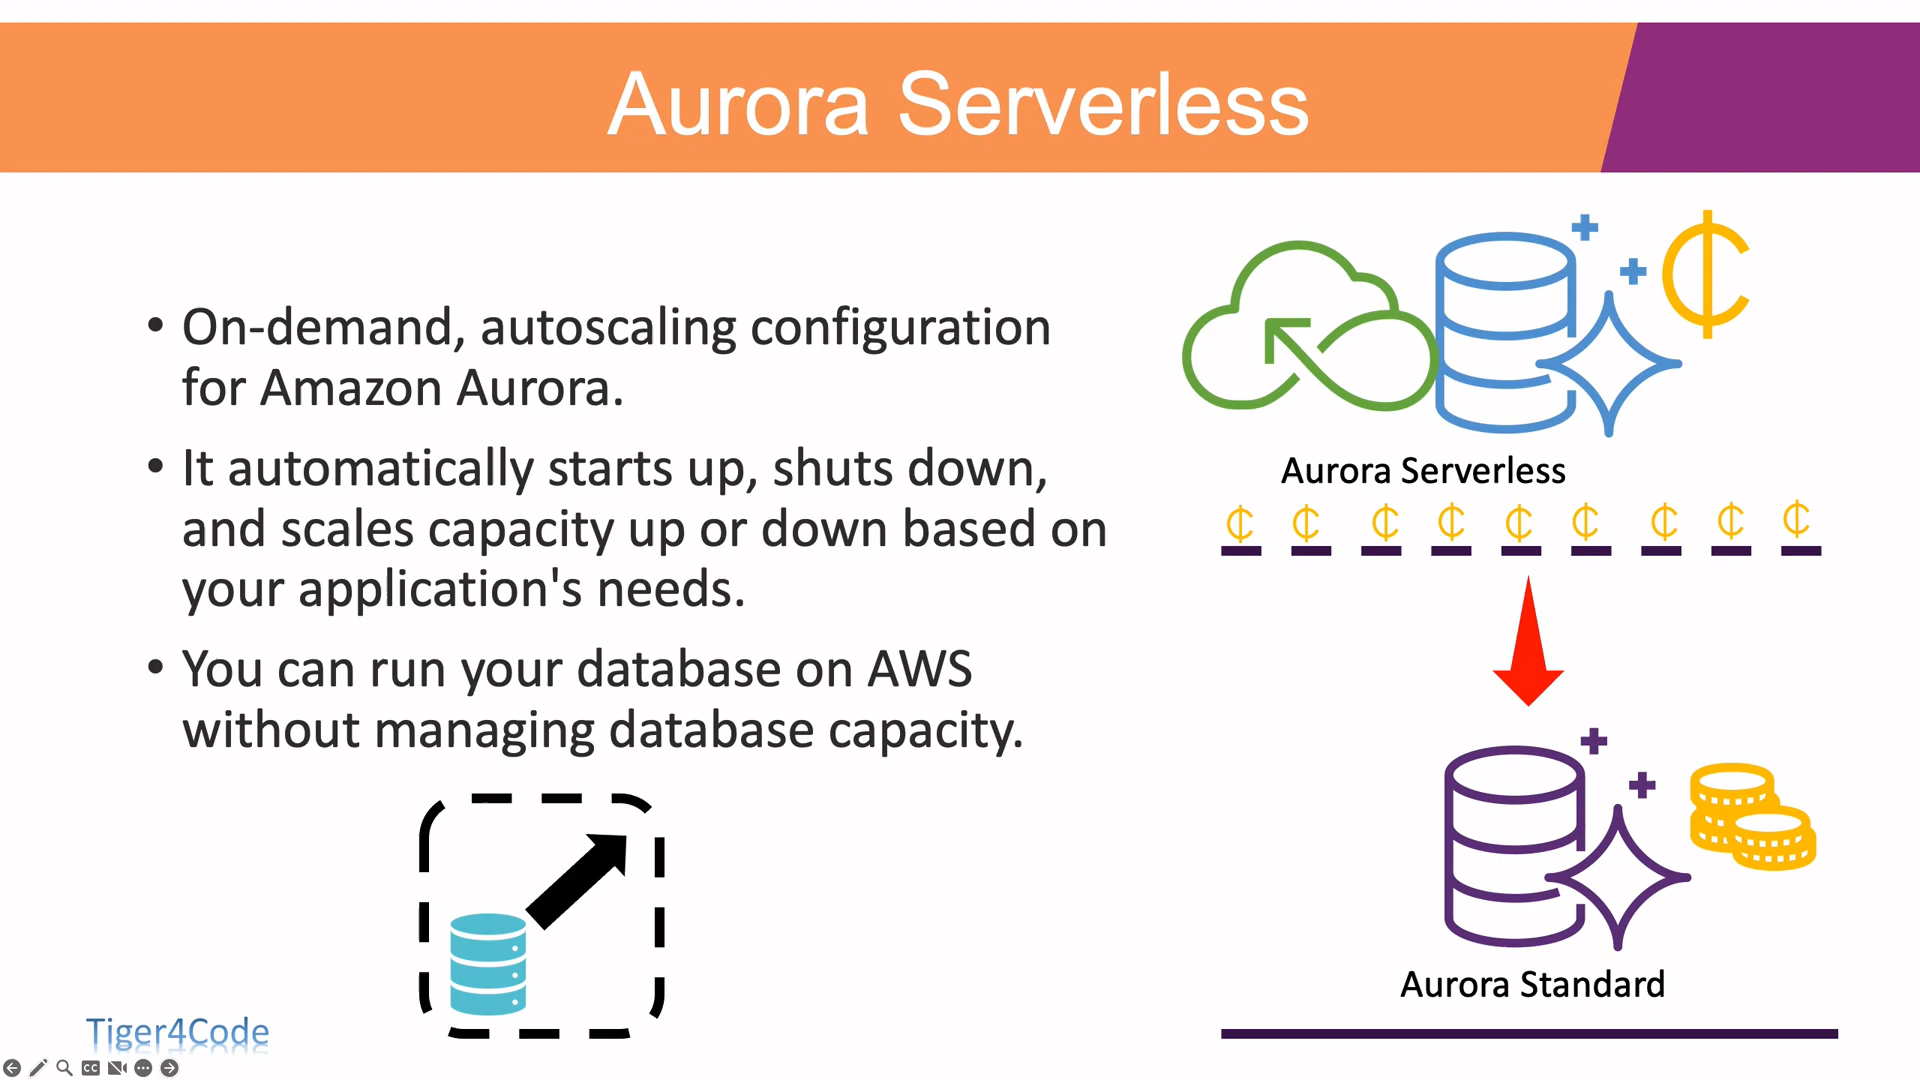 Aurora Serverless
• On-demand, autoscaling configuration
for Amazon Aurora.
• It automatically starts up, shuts down,
and scales capacity up or down based on
your application's needs.
• You can run your database on AWS
without managing database capacity.
Aurora Serverless
Aurora Standard
Tiger4Code
CC